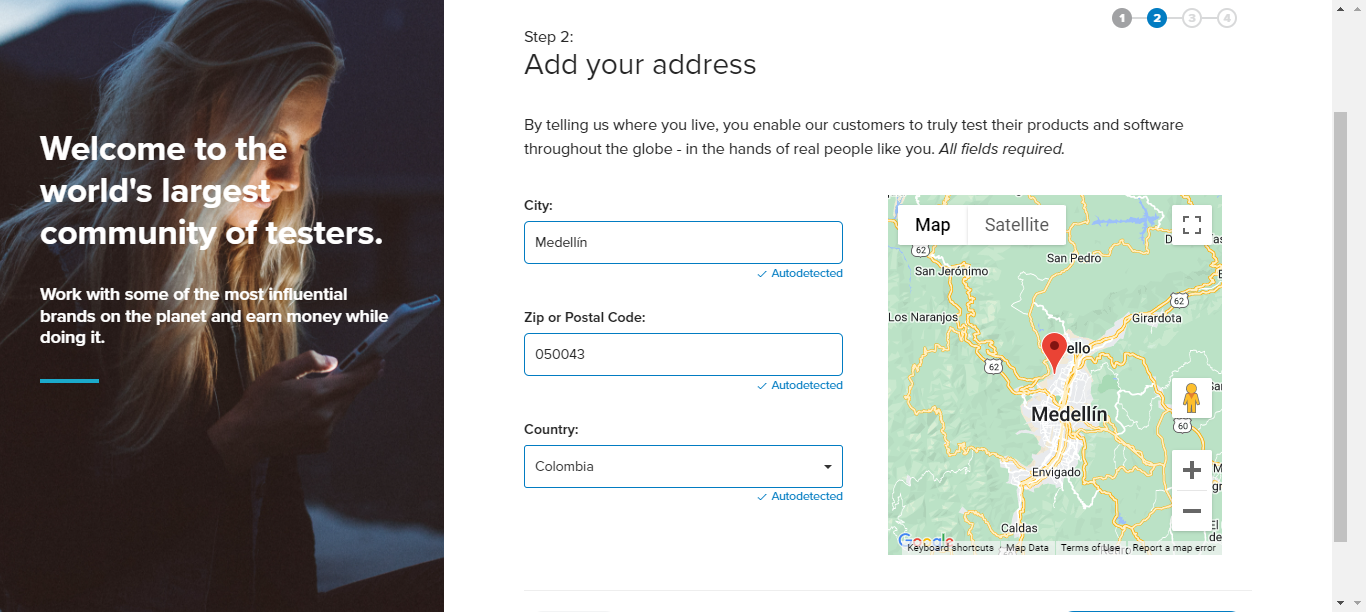 Welcome to the
world's largest
community of testers.
Work with some of the most influential
brands on the planet and earn money while
doing it.
1 2 3 4
Step 2:
Add your address
By telling us where you live, you enable our customers to truly test their products and software
throughout the globe - in the hands of real people like you. All fields required.
City:
Medellín
Autodetected
Zip or Postal Code:
050043
Autodetected
Country:
Colombia
Autodetected
Map Satellite
62
San Pedro
San Jerónimo
62
Los Naranjos
Girardota
ello
62
Medellín
60
Envigado
Caldas
El
de
Google
Keyboard shortcuts
Map Data
Terms of Use
Report a map error